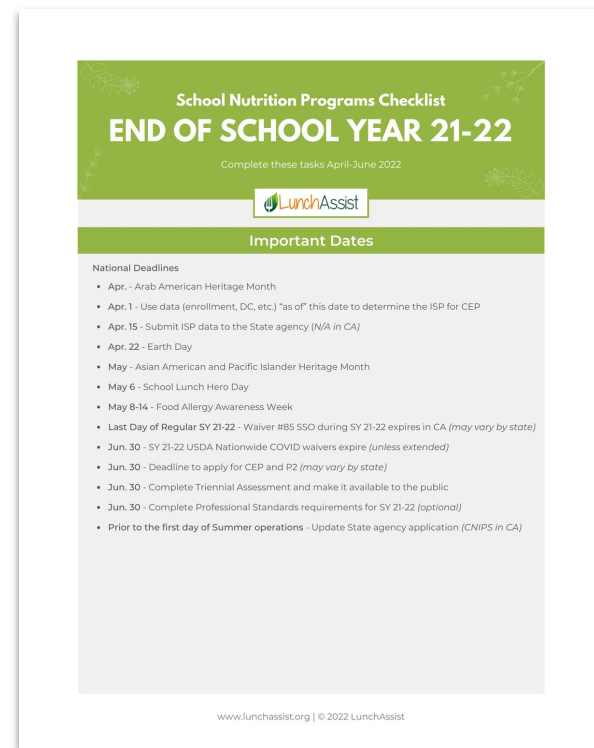 School Nutrition Programs Checklist
END OF SCHOOL YEAR 21-22
Complete these tasks April-June 2022
LunchAssist
Important Dates
National Deadlines
• Apr. - Arab American Heritage Month
• Apr. 1 - Use data (enrollment, DC, etc.) "as of" this date to determine the ISP for CEP
• Apr. 15 - Submit ISP data to the State agency (N/A in CA)
• Apr. 22 - Earth Day
• May - Asian American and Pacific Islander Heritage Month
• May 6 - School Lunch Hero Day
• May 8-14 - Food Allergy Awareness Week
• Last Day of Regular SY 21-22 - Waiver #85 SSO during SY 21-22 expires in CA (may vary by state)
• Jun. 30 - SY 21-22 USDA Nationwide COVID waivers expire (unless extended)
• Jun. 30 - Deadline to apply for CEP and P2 (may vary by state)
• Jun. 30 - Complete Triennial Assessment and make it available to the public
• Jun. 30 - Complete Professional Standards requirements for SY 21-22 (optional)
• Prior to the first day of Summer operations - Update State agency application (CNIPS in CA)
www.lunchassist.org | © 2022 LunchAssist